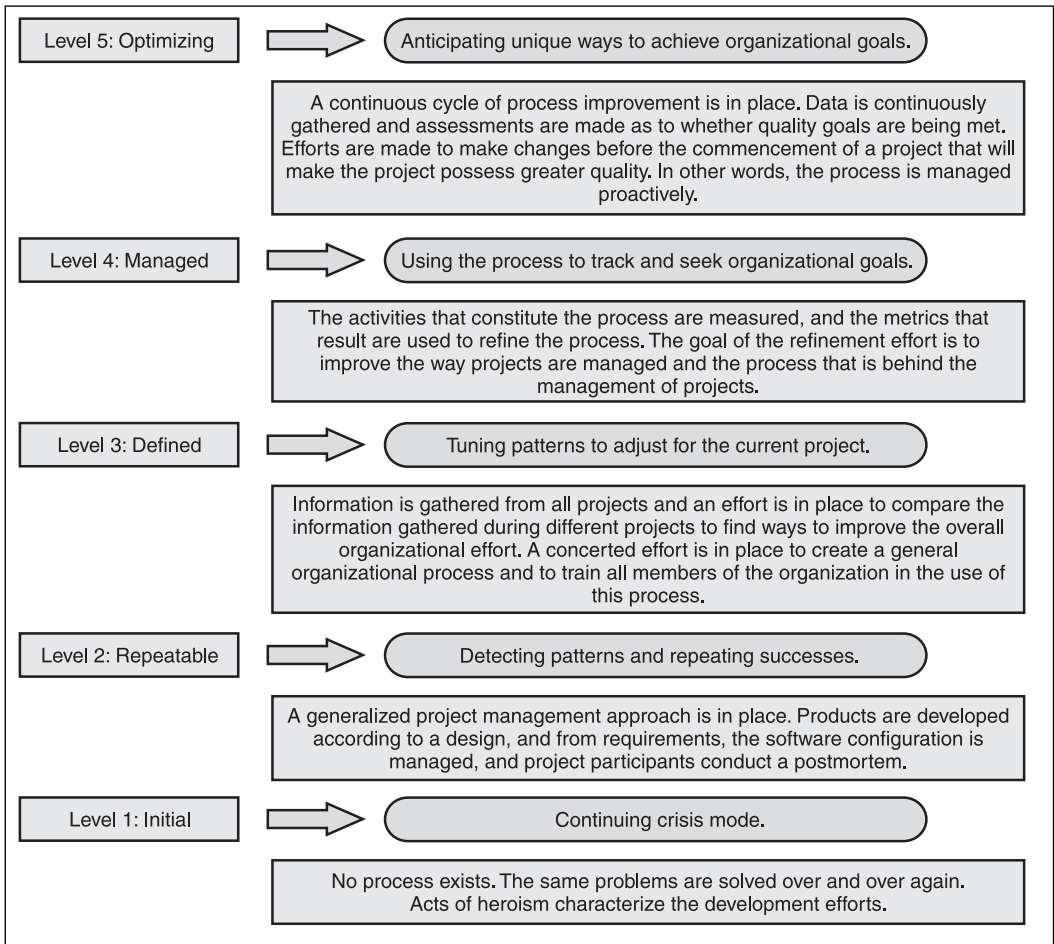 Level 5: Optimizing
Anticipating unique ways to achieve organizational goals.
A continuous cycle of process improvement is in place. Data is continuously
gathered and assessments are made as to whether quality goals are being met.
Efforts are made to make changes before the commencement of a project that will
make the project possess greater quality. In other words, the process is managed
proactively.
Level 4: Managed
Using the process to track and seek organizational goals.
The activities that constitute the process are measured, and the metrics that
result are used to refine the process. The goal of the refinement effort is to
improve the way projects are managed and the process that is behind the
management of projects.
Level 3: Defined
Tuning patterns to adjust for the current project.
Information is gathered from all projects and an effort is in place to compare the
information gathered during different projects to find ways to improve the overall
organizational effort. A concerted effort is in place to create a general
organizational process and to train all members of the organization in the use of
this process.
Level 2: Repeatable
Detecting patterns and repeating successes.
A generalized project management approach is in place. Products are developed
according to a design, and from requirements, the software configuration is
managed, and project participants conduct a postmortem.
Level 1: Initial
Continuing crisis mode.
No process exists. The same problems are solved over and over again.
Acts of heroism characterize the development efforts.